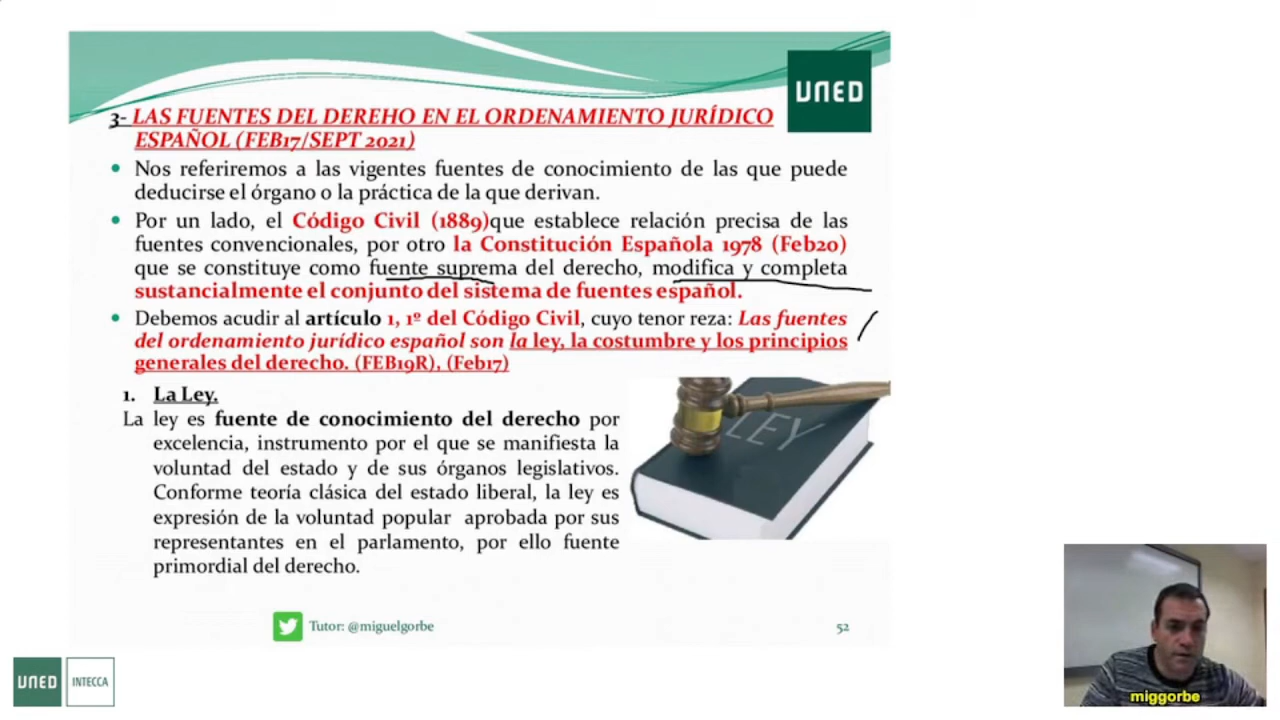 UNED
3- LAS FUENTES DEL DEREHO EN EL ORDENAMIENTO JURÍDICO
ESPAÑOL (FEB17/SEPT 2021)
• Nos referiremos a las vigentes fuentes de conocimiento de las que puede
deducirse el órgano o la práctica de la que derivan.
• Por un lado, el Código Civil (1889)que establece relación precisa de las
fuentes convencionales, por otro la Constitución Española 1978 (Feb20)
que se constituye como fuente suprema del derecho, modifica y completa
sustancialmente el conjunto del sistema de fuentes español.
• Debemos acudir al artículo 1, 1º del Código Civil, cuyo tenor reza: Las fuentes
del ordenamiento jurídico español son la ley, la costumbre y los principios
generales del derecho. (FEB19R), (Feb17)
1. La Ley.
La ley es fuente de conocimiento del derecho por
excelencia, instrumento por el que se manifiesta la
voluntad del estado y de sus órganos legislativos.
Conforme teoría clásica del estado liberal, la ley es
expresión de la voluntad popular aprobada por sus
representantes en el parlamento, por ello fuente
primordial del derecho.
LEY
Tutor: @miguelgorbe
52
UNED INTECCA
miggorbe